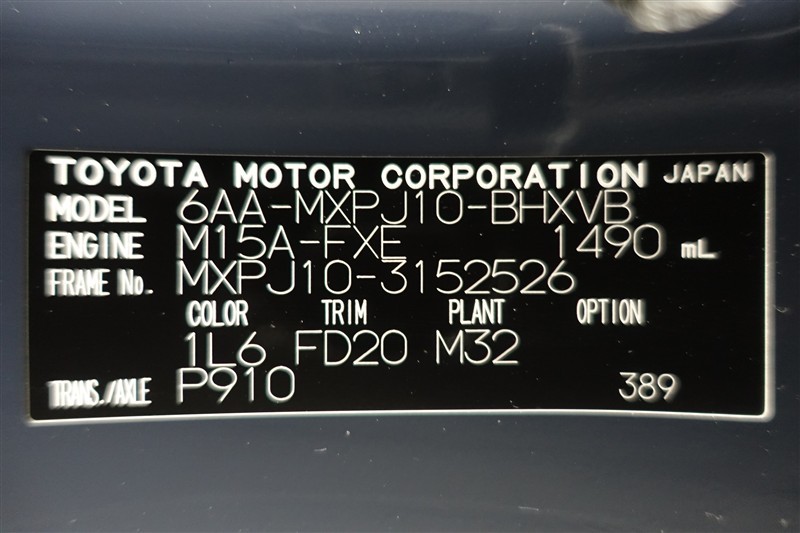 TOYOTA MOTOR CORPORATION JAPAN
MODEL 6AA-MXPJ10-BHXVB
ENGINE M15A-FXE 1490 mL
FRAME No. MXPJ10-3152526
COLOR TRIM PLANT OPTION
1L6 FD20 M32
TRANS./AXLE P910 389